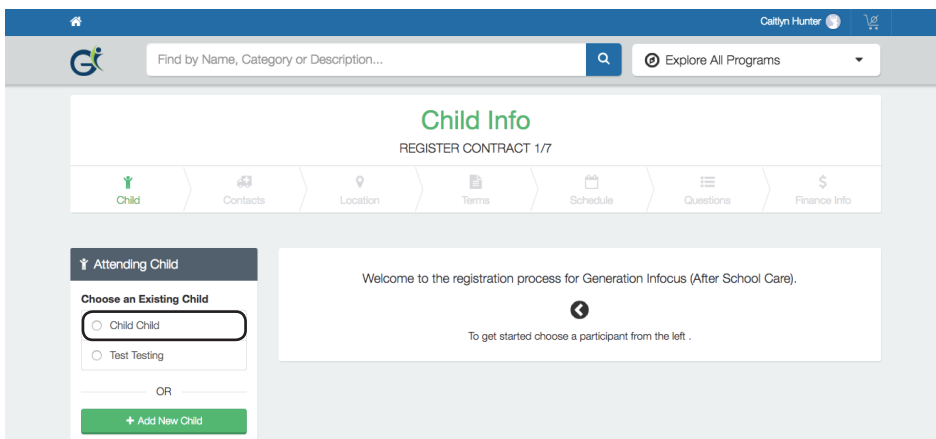 Caitlyn Hunter
Find by Name, Category or Description...
Explore All Programs
Child Info
REGISTER CONTRACT 1/7
Child
Contacts
Location
Terms
Schedule
Questions
Finance Info
Attending Child
Choose an Existing Child
Child Child
Test Testing
OR
+ Add New Child
Welcome to the registration process for Generation Infocus (After School Care).
To get started choose a participant from the left .